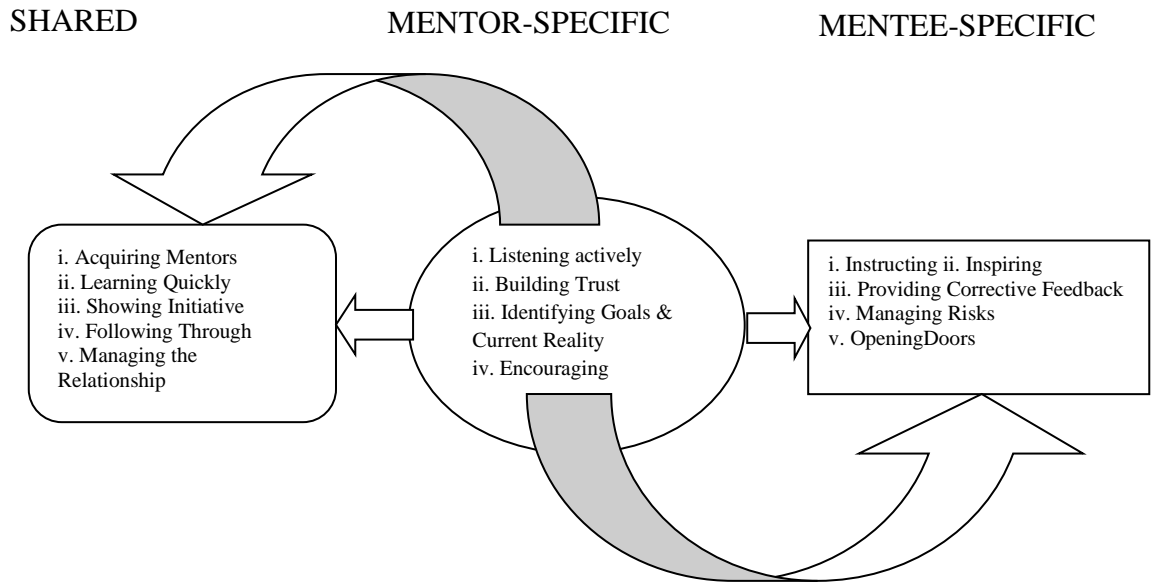 SHARED
MENTOR-SPECIFIC
MENTEE-SPECIFIC
i. Acquiring Mentors
ii. Learning Quickly
iii. Showing Initiative
iv. Following Through
v. Managing the
Relationship
i. Listening actively
ii. Building Trust
iii. Identifying Goals &
Current Reality
iv. Encouraging
i. Instructing ii. Inspiring
iii. Providing Corrective Feedback
iv. Managing Risks
v. OpeningDoors